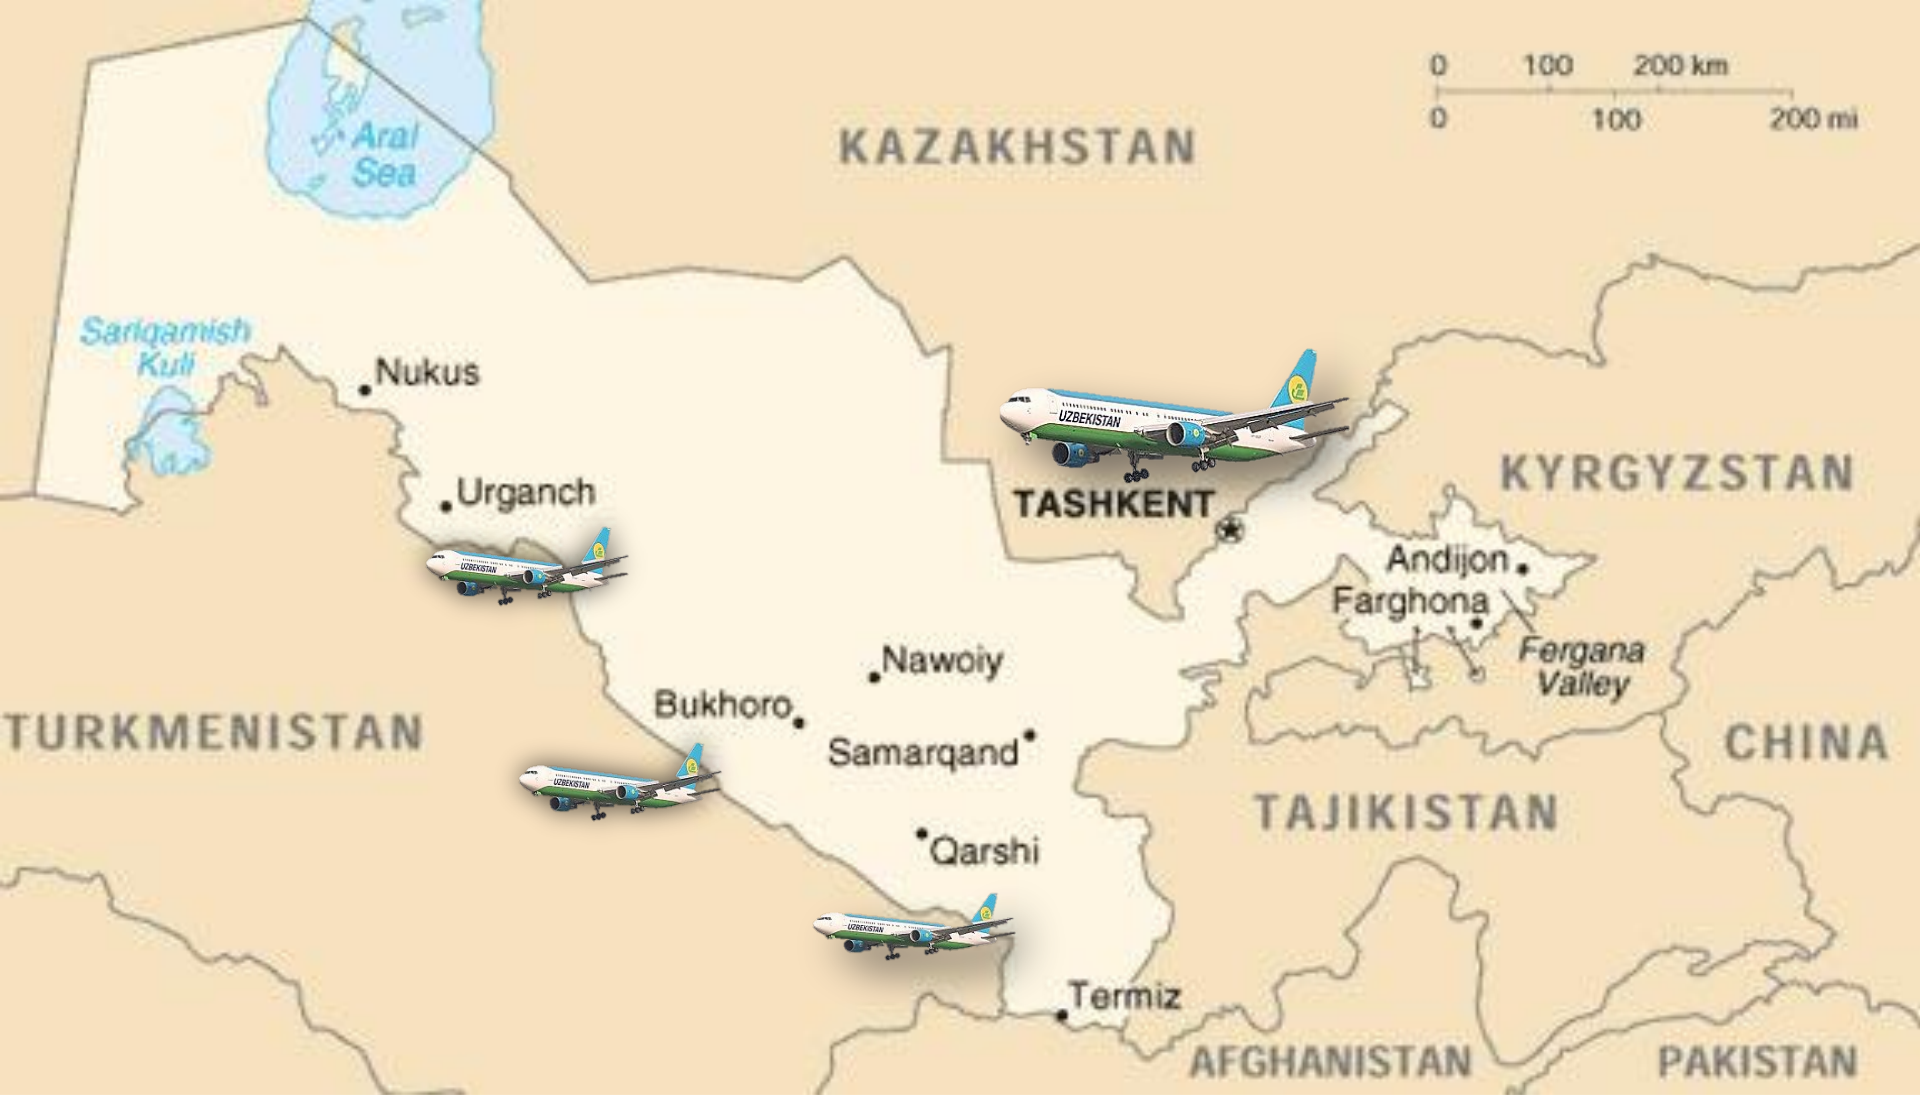 0 100 200 km
0 100 200 mi
Aral
Sea
KAZAKHSTAN
Sariqamish
Kuli
Nukus
UZBEKISTAN
KYRGYZSTAN
Urganch
TASHKENT
Andijon
UZBEKISTAN
Farghona
Fergana
Valley
Nawoiy
Bukhoro
TURKMENISTAN
Samarqand
CHINA
UZBEKISTAN
TAJIKISTAN
Qarshi
UZBEKISTAN
Termiz
AFGHANISTAN
PAKISTAN